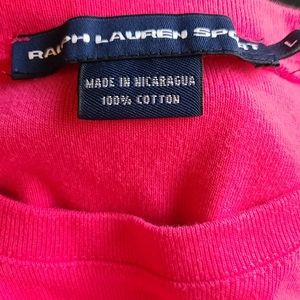 RALPH LAUREN SPORT
MADE IN NICARAGUA
100% COTTON